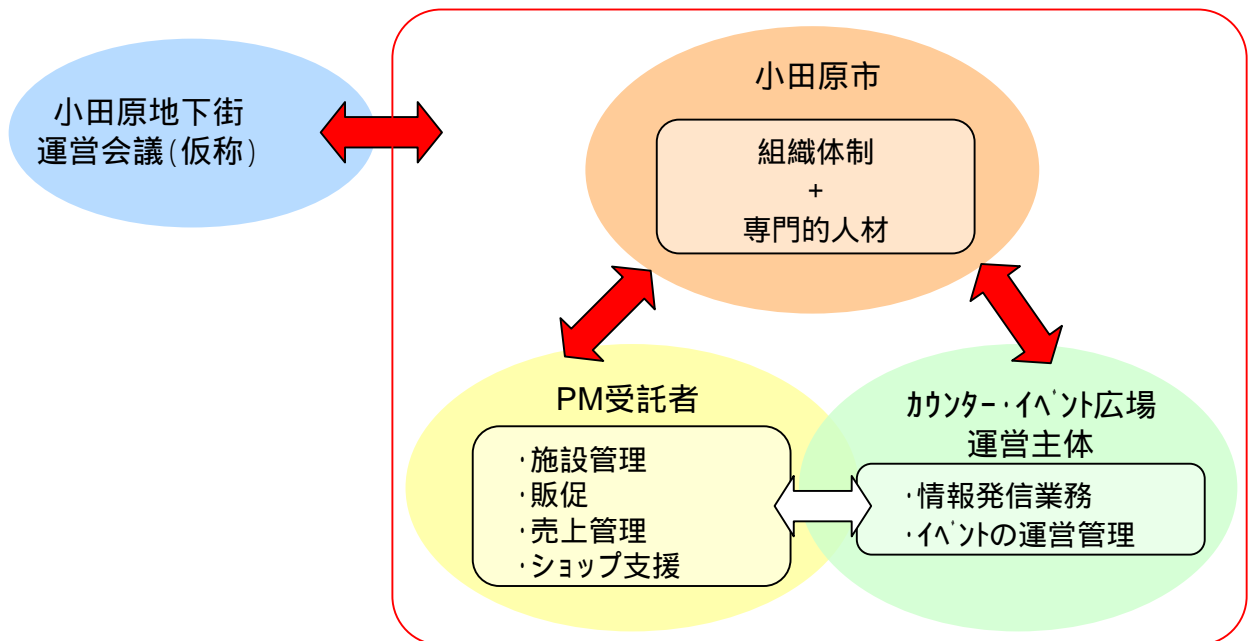 小田原地下街
運営会議(仮称)
小田原市
組織体制
+
専門的人材
PM受託者
・施設管理
・販促
・売上管理
・ショップ支援
ｶｳﾝﾀｰ・ｲﾍﾞﾝﾄ広場
運営主体
・情報発信業務
・ｲﾍﾞﾝﾄの運営管理